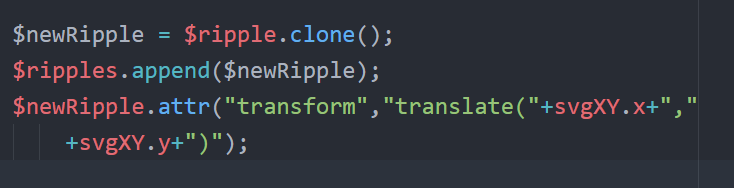 $newRipple = $ripple.clone();
$ripples.append($newRipple);
$newRipple.attr("transform","translate("+svgXY.x+","
+svgXY.y+")");